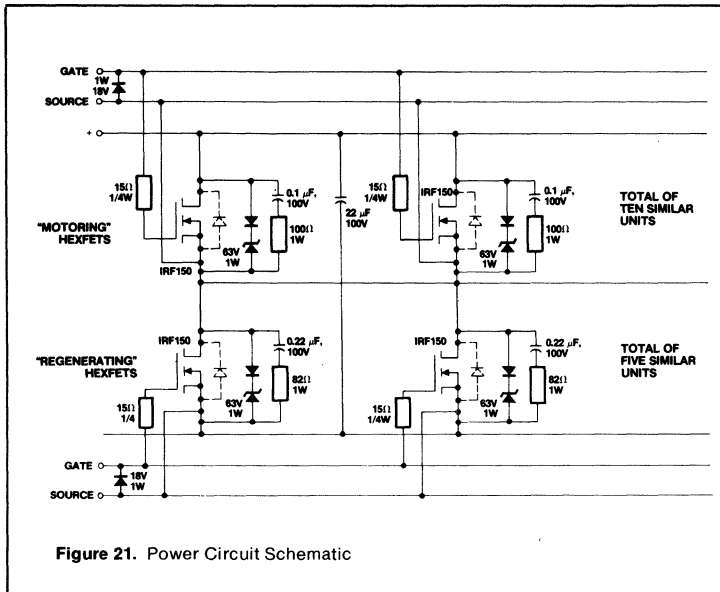 GATE
1W
18V
SOURCE
+
15Ω
1/4W
"MOTORING"
HEXFETS
IRF150
63V
1W
0.1 µF,
100V
100Ω
1W
22 µF
100V
15Ω
1/4W
IRF150
63V
1W
0.1 µF,
100V
100Ω
1W
TOTAL OF
TEN SIMILAR
UNITS
"REGENERATING"
HEXFETS
IRF150
15Ω
1/4
63V
1W
0.22 µF,
100V
82Ω
1W
IRF150
15Ω
1/4W
63V
1W
0.22 µF,
100V
82Ω
1W
TOTAL OF
FIVE SIMILAR
UNITS
GATE
18V
1W
SOURCE
Figure 21. Power Circuit Schematic